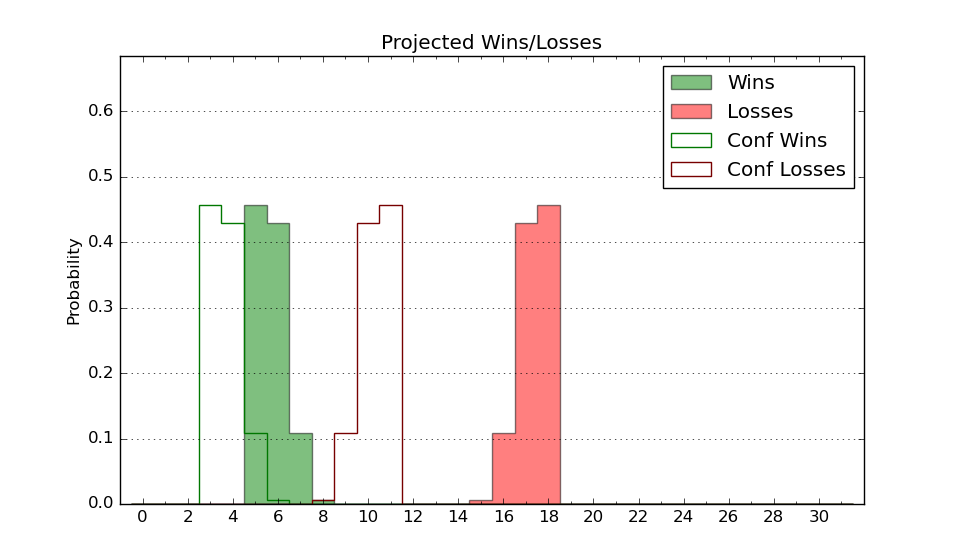 Projected Wins/Losses
Wins
Losses
Conf Wins
Conf Losses
Probability
0.6
0.5
0.4
0.3
0.2
0.1
0.0
0 2 4 6 8 10 12 14 16 18 20 22 24 26 28 30